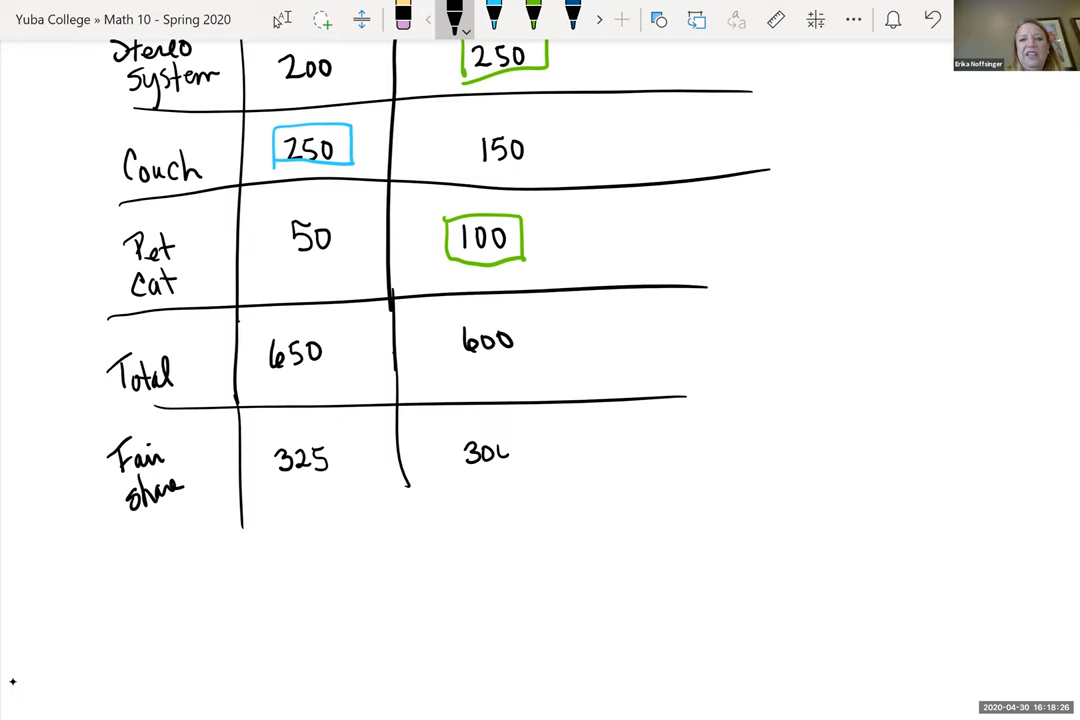 Yuba College » Math 10 - Spring 2020
Erika Noffsinger
Stereo
system 200 250
Couch 250 150
Pet
cat 50 100
Total 650 600
Fair
share 325 300
2020-04-30 16:18:26